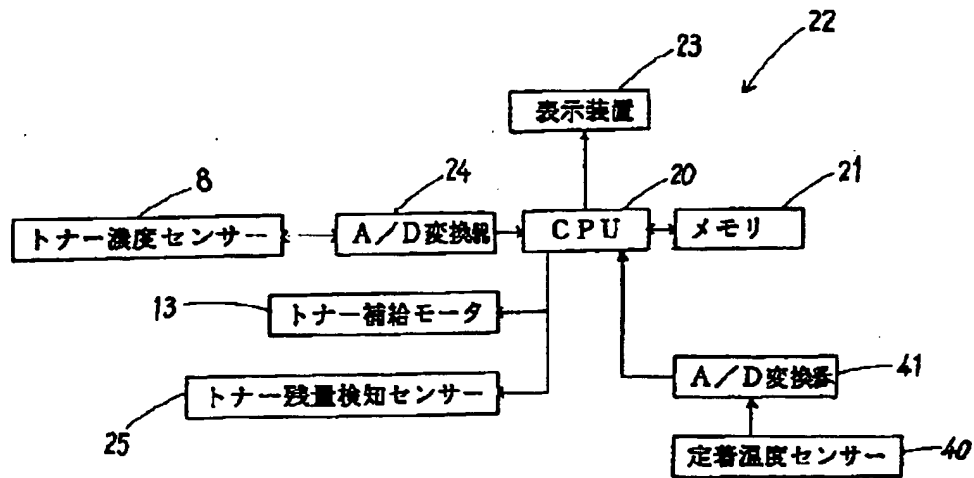 22
23
表示装置
24
20
21
8
トナー濃度センサー
A/D変換器
CPU
メモリ
13
トナー補給モータ
A/D変換器
41
トナー残量検知センサー
25
定着温度センサー
40